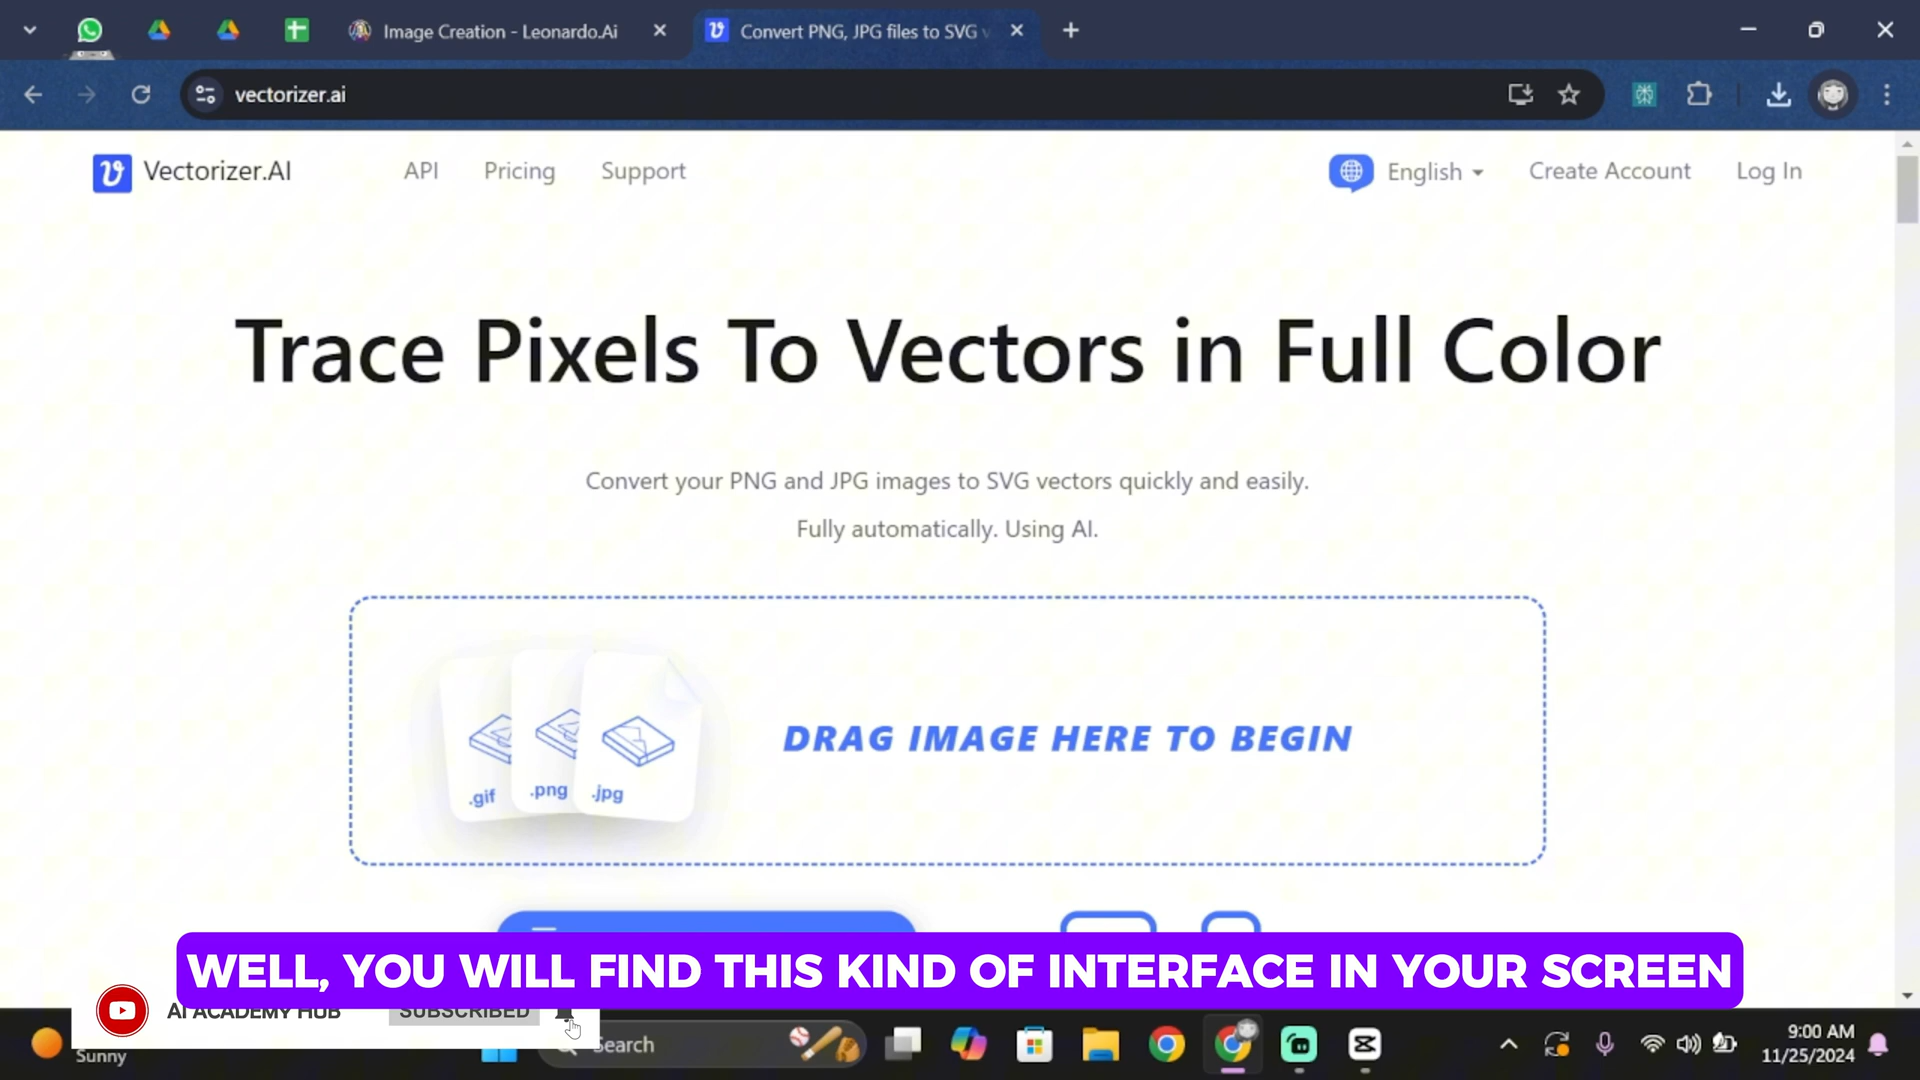 Image Creation - Leonardo.Ai
Convert PNG, JPG files to SVG v
vectorizer.ai
Vectorizer.AI
API
Pricing
Support
English
Create Account
Log In
Trace Pixels To Vectors in Full Color
Convert your PNG and JPG images to SVG vectors quickly and easily.
Fully automatically. Using AI.
.gif
.png
.jpg
DRAG IMAGE HERE TO BEGIN
WELL, YOU WILL FIND THIS KIND OF INTERFACE IN YOUR SCREEN
AI ACADEMY HUB
SUBSCRIBED
Sunny
Search
9:00 AM
11/25/2024